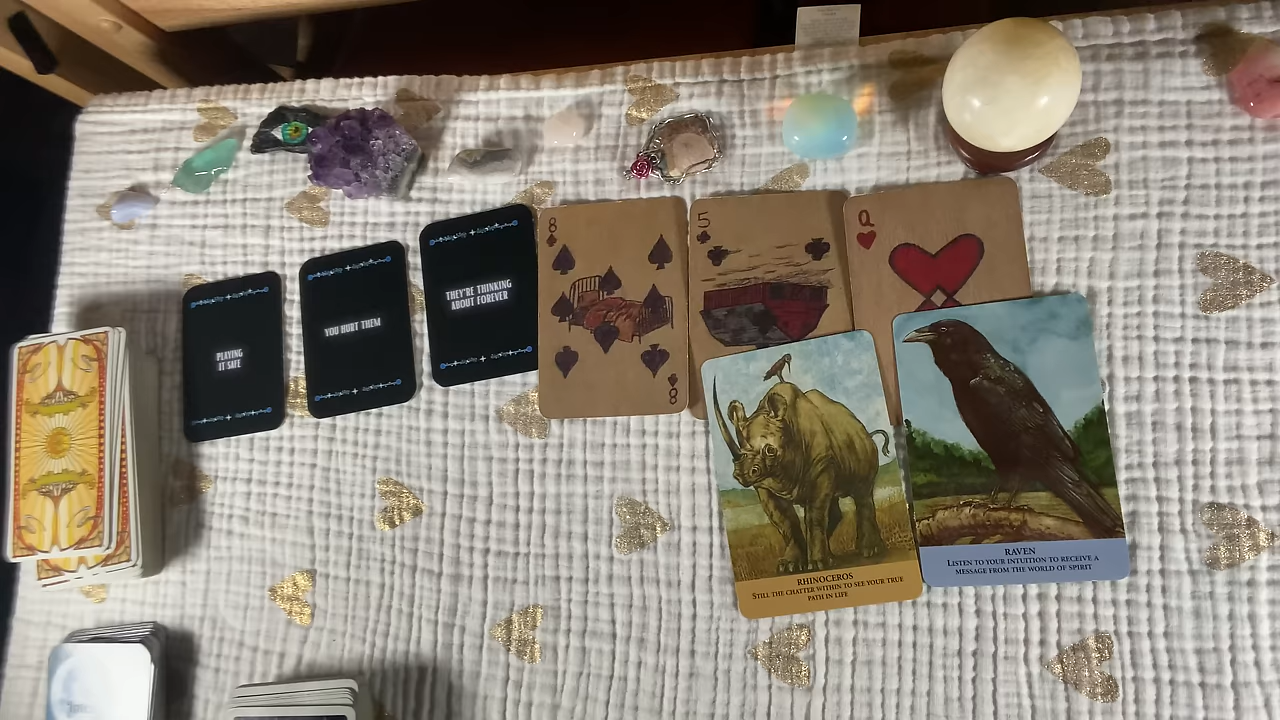 PLAYING
IT SAFE
YOU HURT THEM
THEY'RE THINKING
ABOUT FOREVER
8
8
5
Q
RHINOCEROS
STILL THE CHATTER WITHIN TO SEE YOUR TRUE
PATH IN LIFE
RAVEN
LISTEN TO YOUR INTUITION TO RECEIVE A
MESSAGE FROM THE WORLD OF SPIRIT